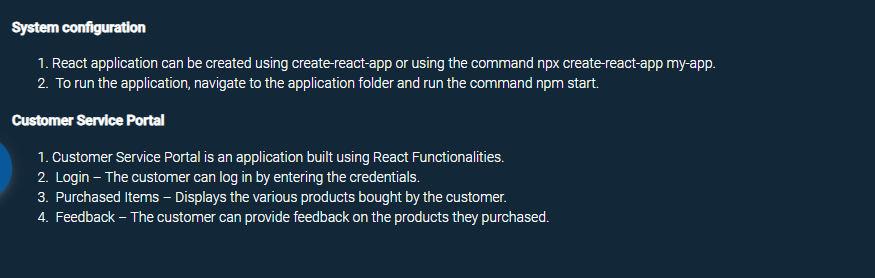 System configuration
1. React application can be created using create-react-app or using the command npx create-react-app my-app.
2. To run the application, navigate to the application folder and run the command npm start.
Customer Service Portal
1. Customer Service Portal is an application built using React Functionalities.
2. Login – The customer can log in by entering the credentials.
3. Purchased Items – Displays the various products bought by the customer.
4. Feedback – The customer can provide feedback on the products they purchased.